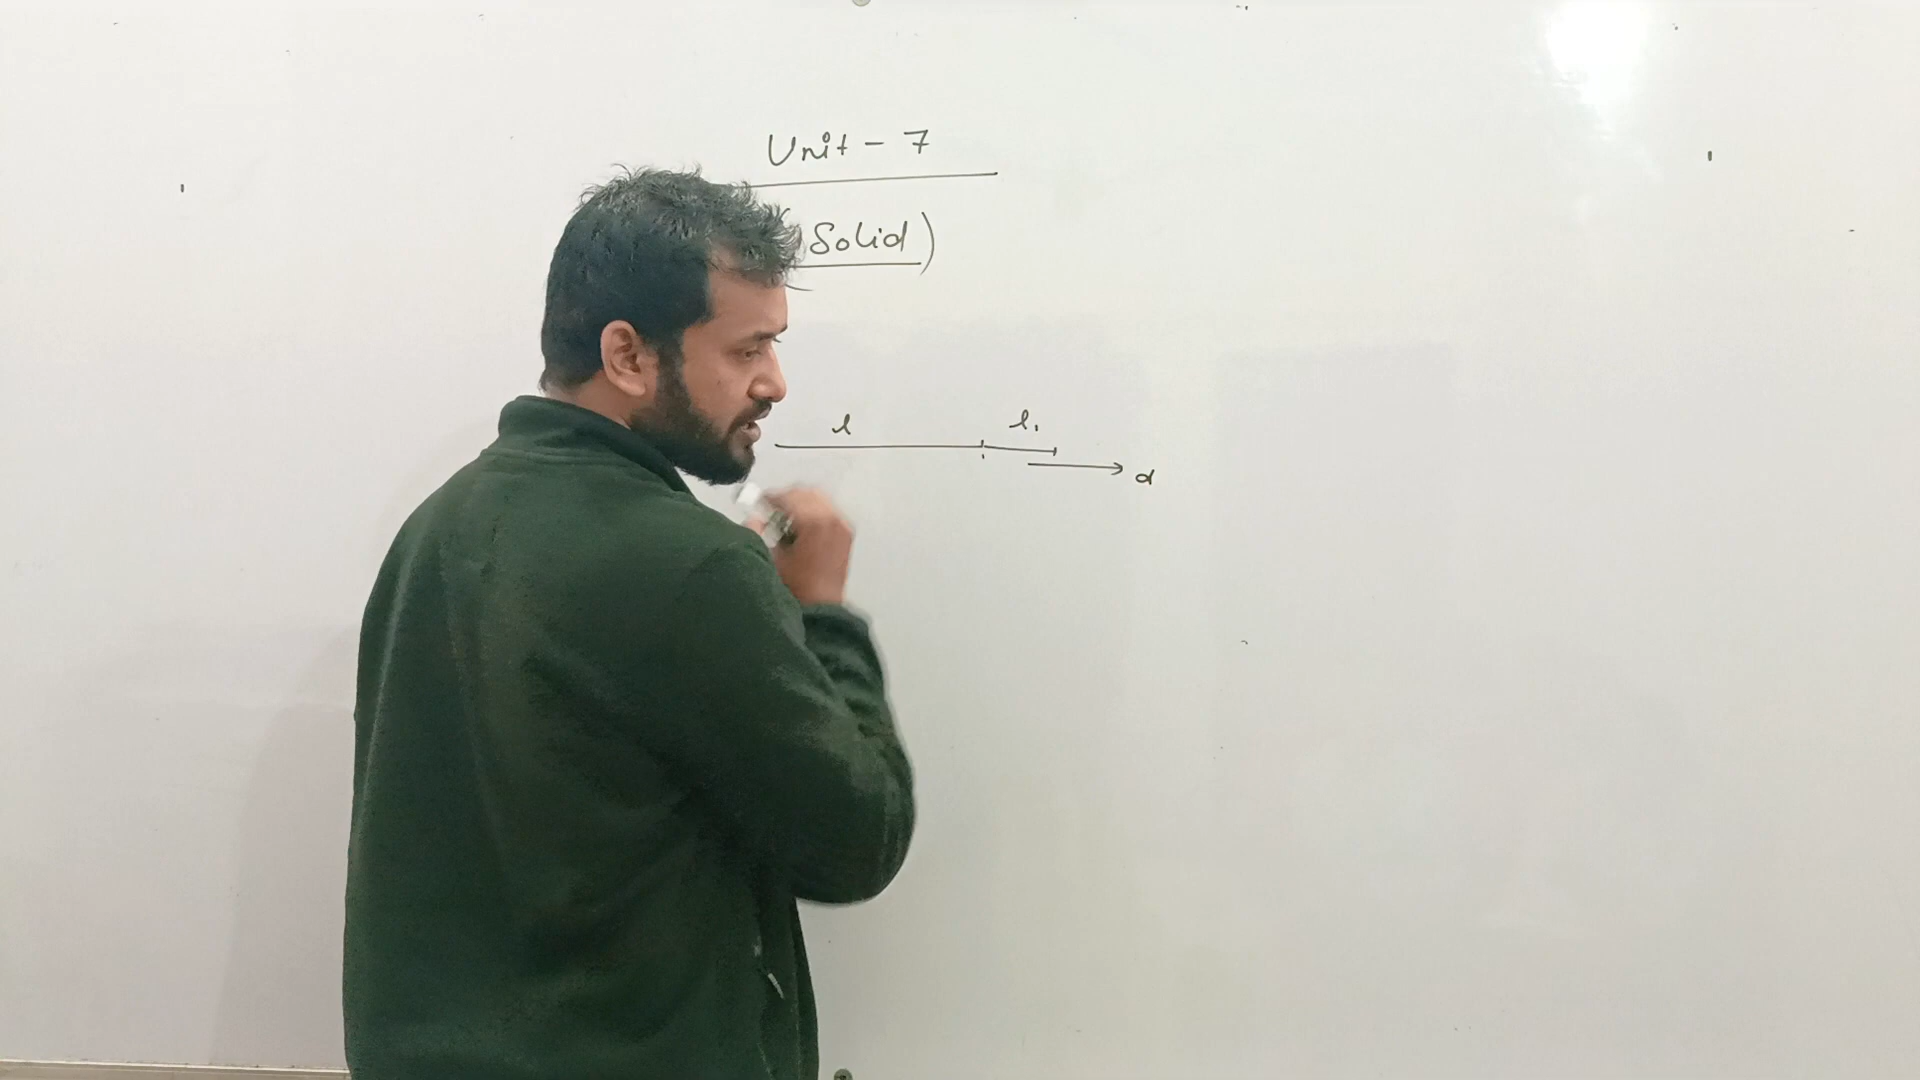 Unit - 7
(Solid)
l l₁
α